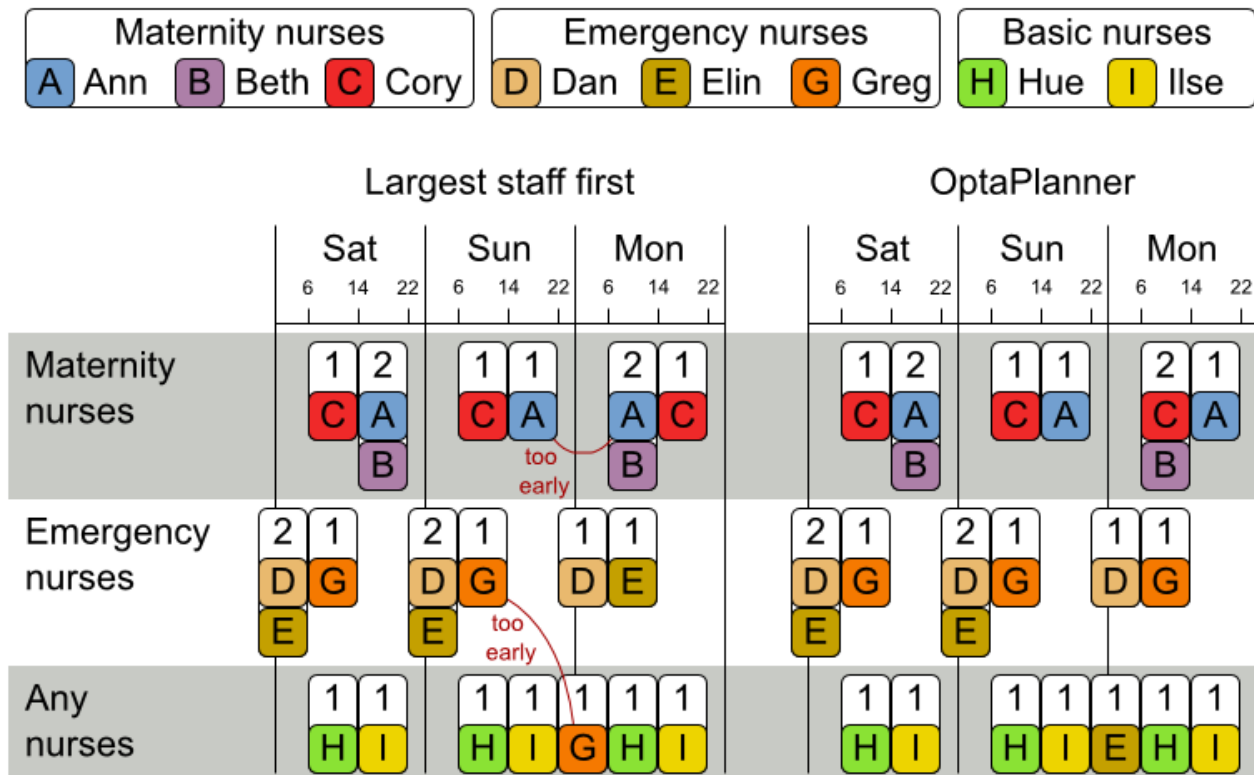 Maternity nurses Emergency nurses Basic nurses
A Ann B Beth C Cory D Dan E Elin G Greg H Hue I Ilse
Largest staff first OptaPlanner
Sat Sun Mon Sat Sun Mon
6 14 22 6 14 22 6 14 22 6 14 22 6 14 22 6 14 22
Maternity 1 2 1 1 2 1 1 2 1 1 2 1
nurses C A C A A C C A C A C A
B too B B B
early
Emergency 2 1 2 1 1 1 2 1 2 1 1 1
nurses D G D G D E D G D G D G
E E too E E
early
Any 1 1 1 1 1 1 1 1 1 1 1 1 1 1
nurses H I H I G H I H I H I E H I